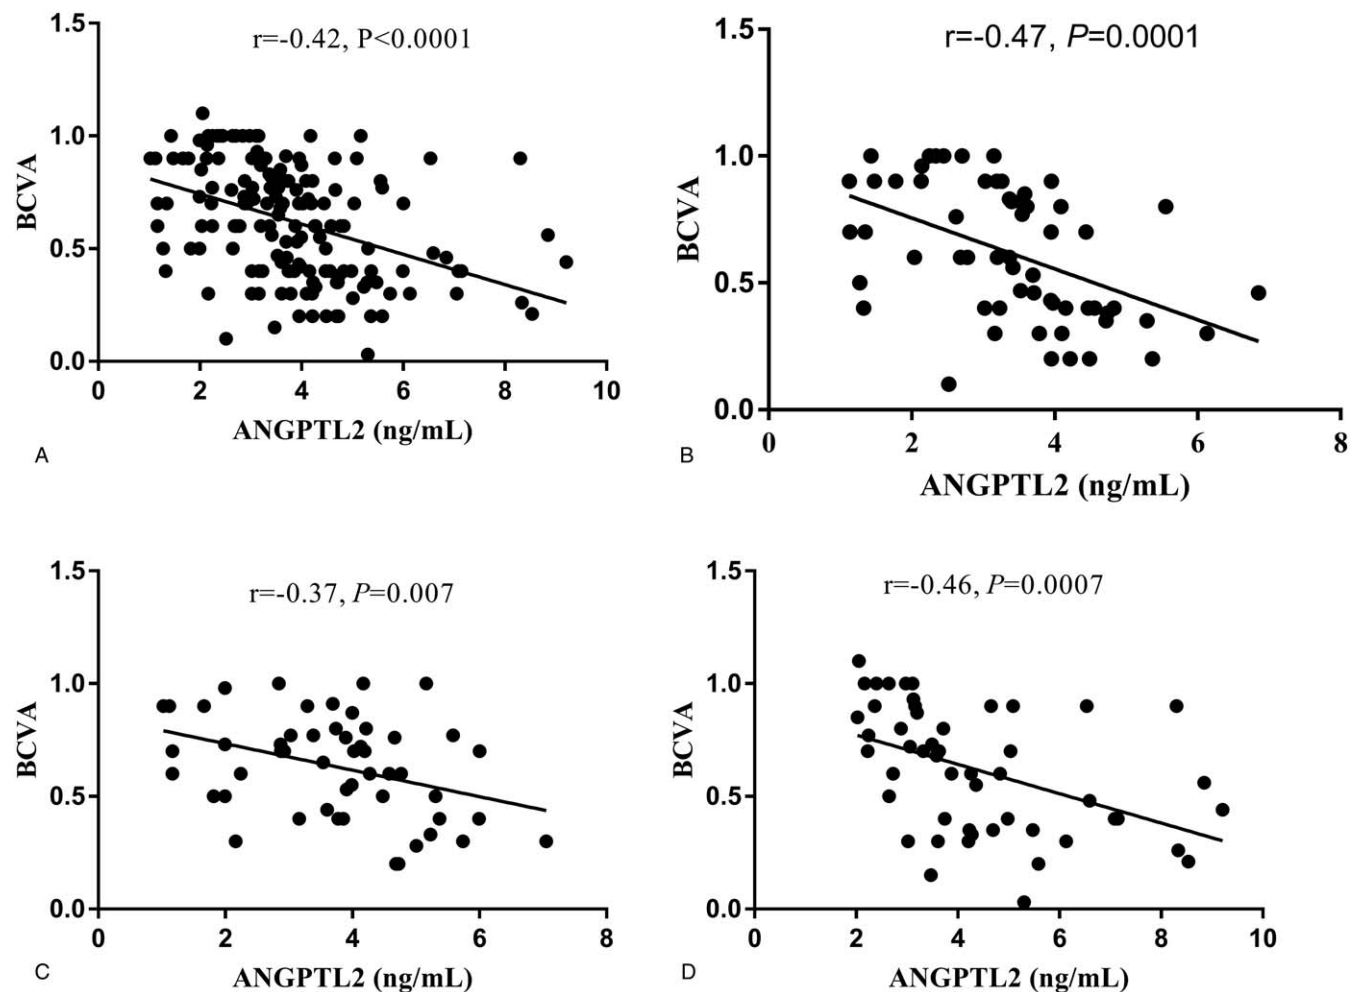 r=-0.42, P<0.0001
1.5
1.0
0.5
0.0
BCVA
0 2 4 6 8 10
ANGPTL2 (ng/mL)
A
r=-0.47, P=0.0001
1.5
1.0
0.5
0.0
BCVA
0 2 4 6 8
ANGPTL2 (ng/mL)
B
r=-0.37, P=0.007
1.5
1.0
0.5
0.0
BCVA
0 2 4 6 8
ANGPTL2 (ng/mL)
C
r=-0.46, P=0.0007
1.5
1.0
0.5
0.0
BCVA
0 2 4 6 8 10
ANGPTL2 (ng/mL)
D